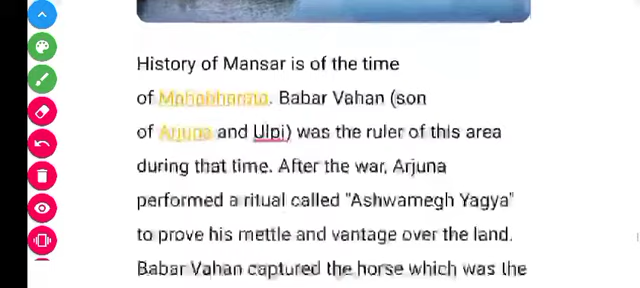 History of Mansar is of the time
of Mahabharata. Babar Vahan (son
of Arjuna and Ulpi) was the ruler of this area
during that time. After the war, Arjuna
performed a ritual called "Ashwamegh Yagya"
to prove his mettle and vantage over the land.
Babar Vahan captured the horse which was the